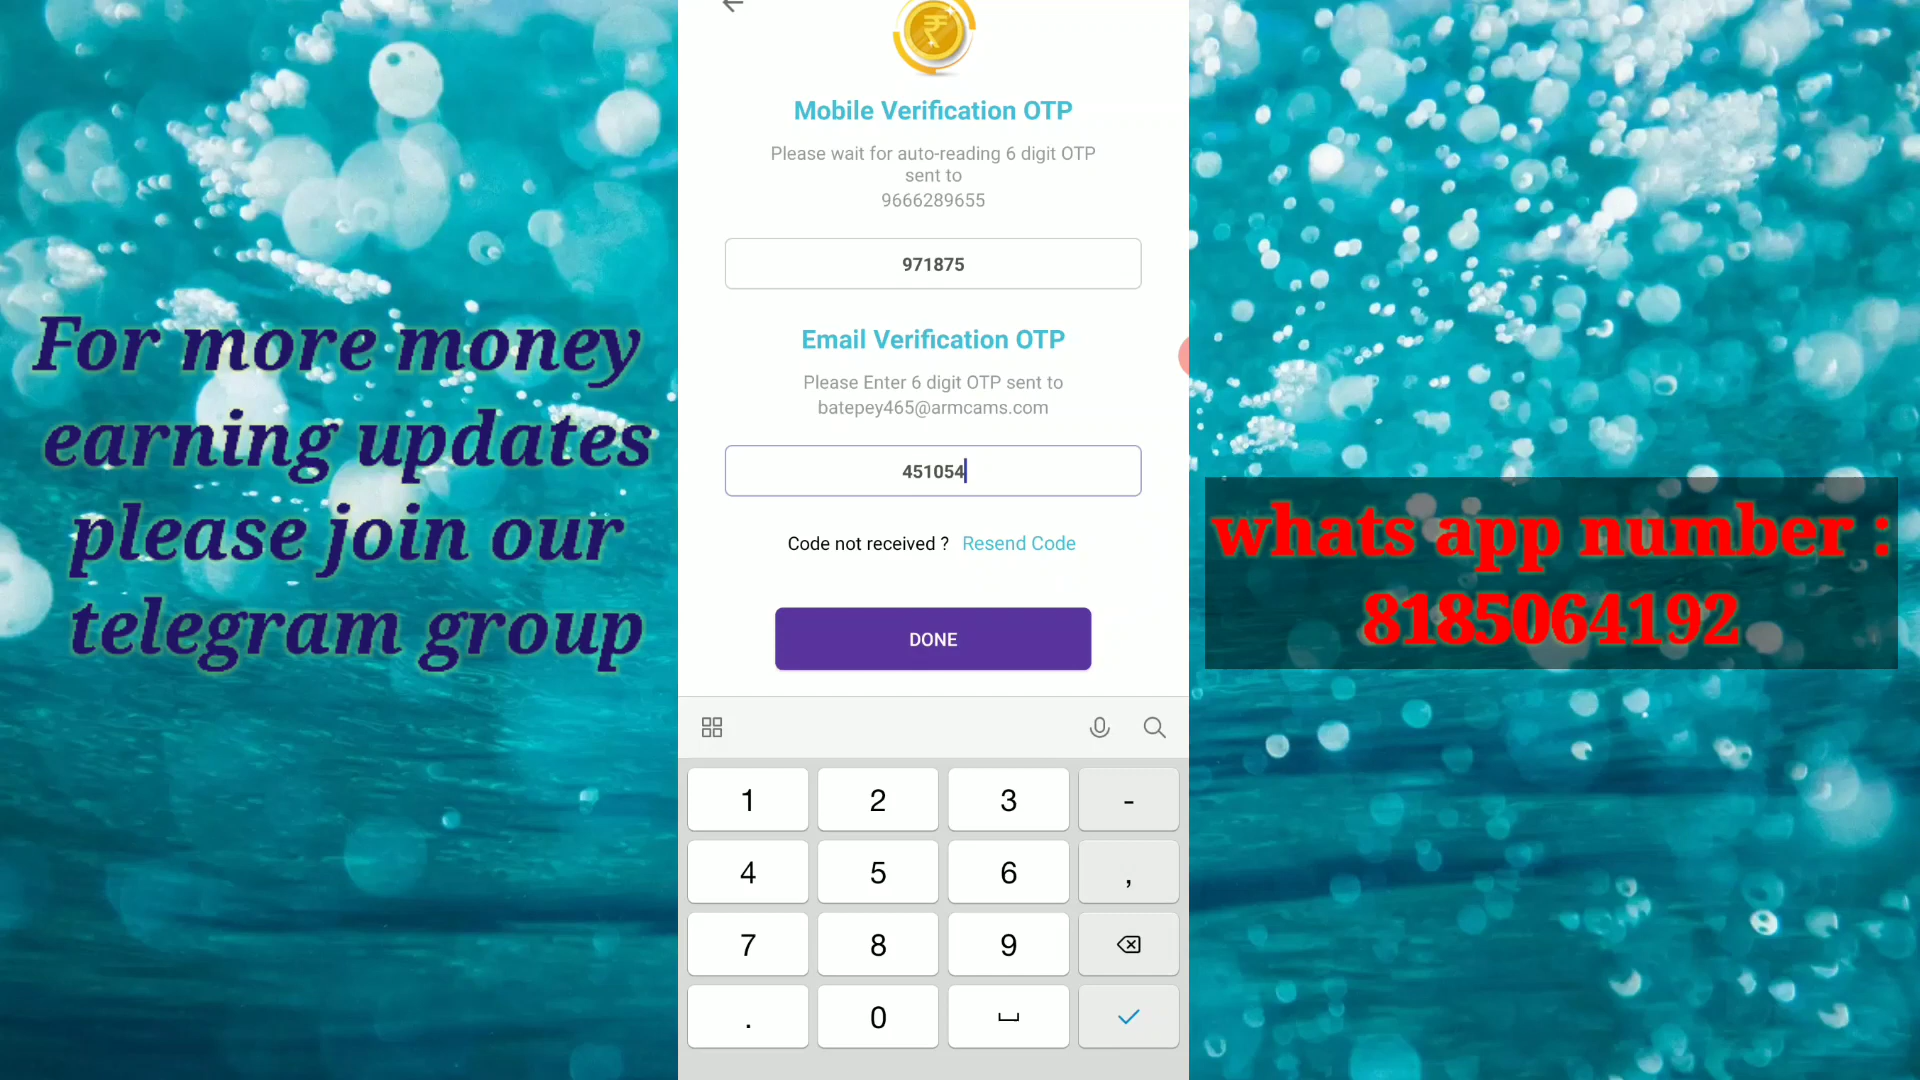 For more money
earning updates
please join our
telegram group
₹
Mobile Verification OTP
Please wait for auto-reading 6 digit OTP
sent to
9666289655
971875
Email Verification OTP
Please Enter 6 digit OTP sent to
batepey465@armcams.com
451054
Code not received ? Resend Code
DONE
1 2 3 -
4 5 6 ,
7 8 9
. 0
whats app number :
8185064192